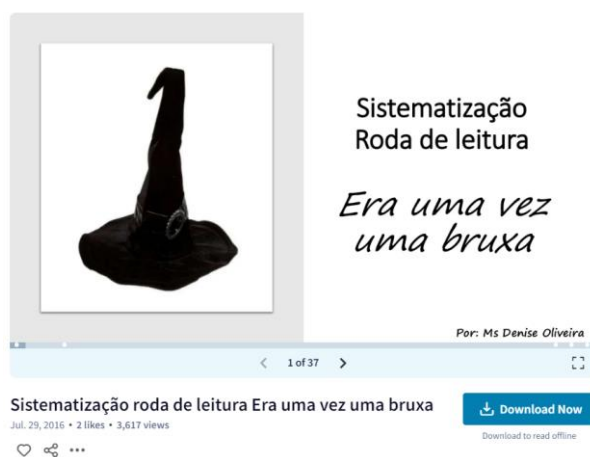 Sistematização
Roda de leitura
Era uma vez
uma bruxa
Por: Ms Denise Oliveira
1 of 37
Sistematização roda de leitura Era uma vez uma bruxa
Jul. 29, 2016 • 2 likes • 3,617 views
Download Now
Download to read offline